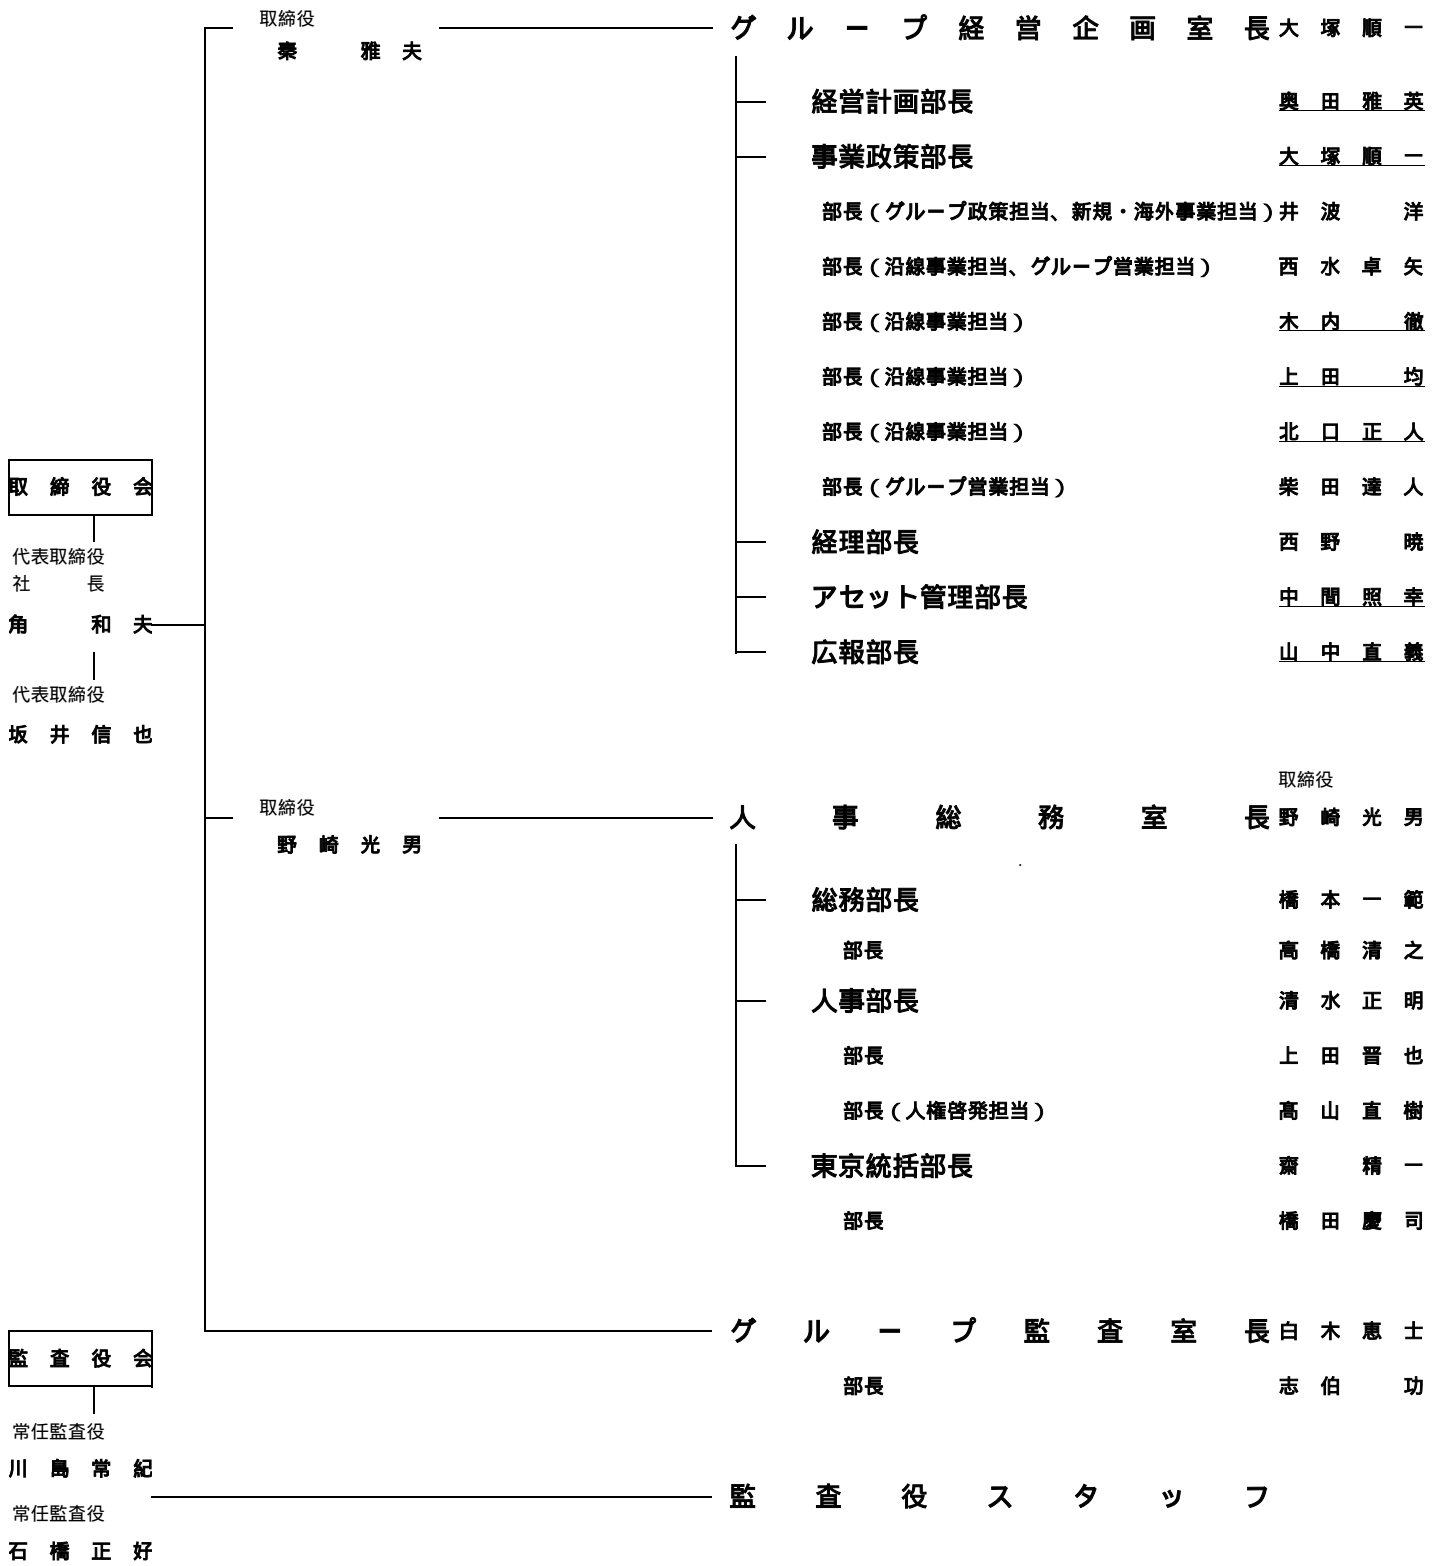 取締役
秦 雅 夫
グループ経営企画室長 大塚順一
経営計画部長 奥田雅英
事業政策部長 大塚順一
部長（グループ政策担当、新規・海外事業担当） 井波 洋
部長（沿線事業担当、グループ営業担当） 西水卓矢
部長（沿線事業担当） 木内 徹
部長（沿線事業担当） 上田 均
部長（沿線事業担当） 北口正人
部長（グループ営業担当） 柴田達人
経理部長 西野 暁
アセット管理部長 中間照幸
広報部長 山中直義
取締役会
代表取締役
社 長
角 和夫
代表取締役
坂井信也
取締役
野崎光男
人事総務室長
取締役
野崎光男
総務部長 橋本一範
部長 高橋清之
人事部長 清水正明
部長 上田晋也
部長（人権啓発担当） 髙山直樹
東京統括部長 齋 精一
部長 橋田慶司
グループ監査室長 白木恵士
部長 志伯 功
監査役会
常任監査役
川島常紀
常任監査役
石橋正好
監査役スタッフ